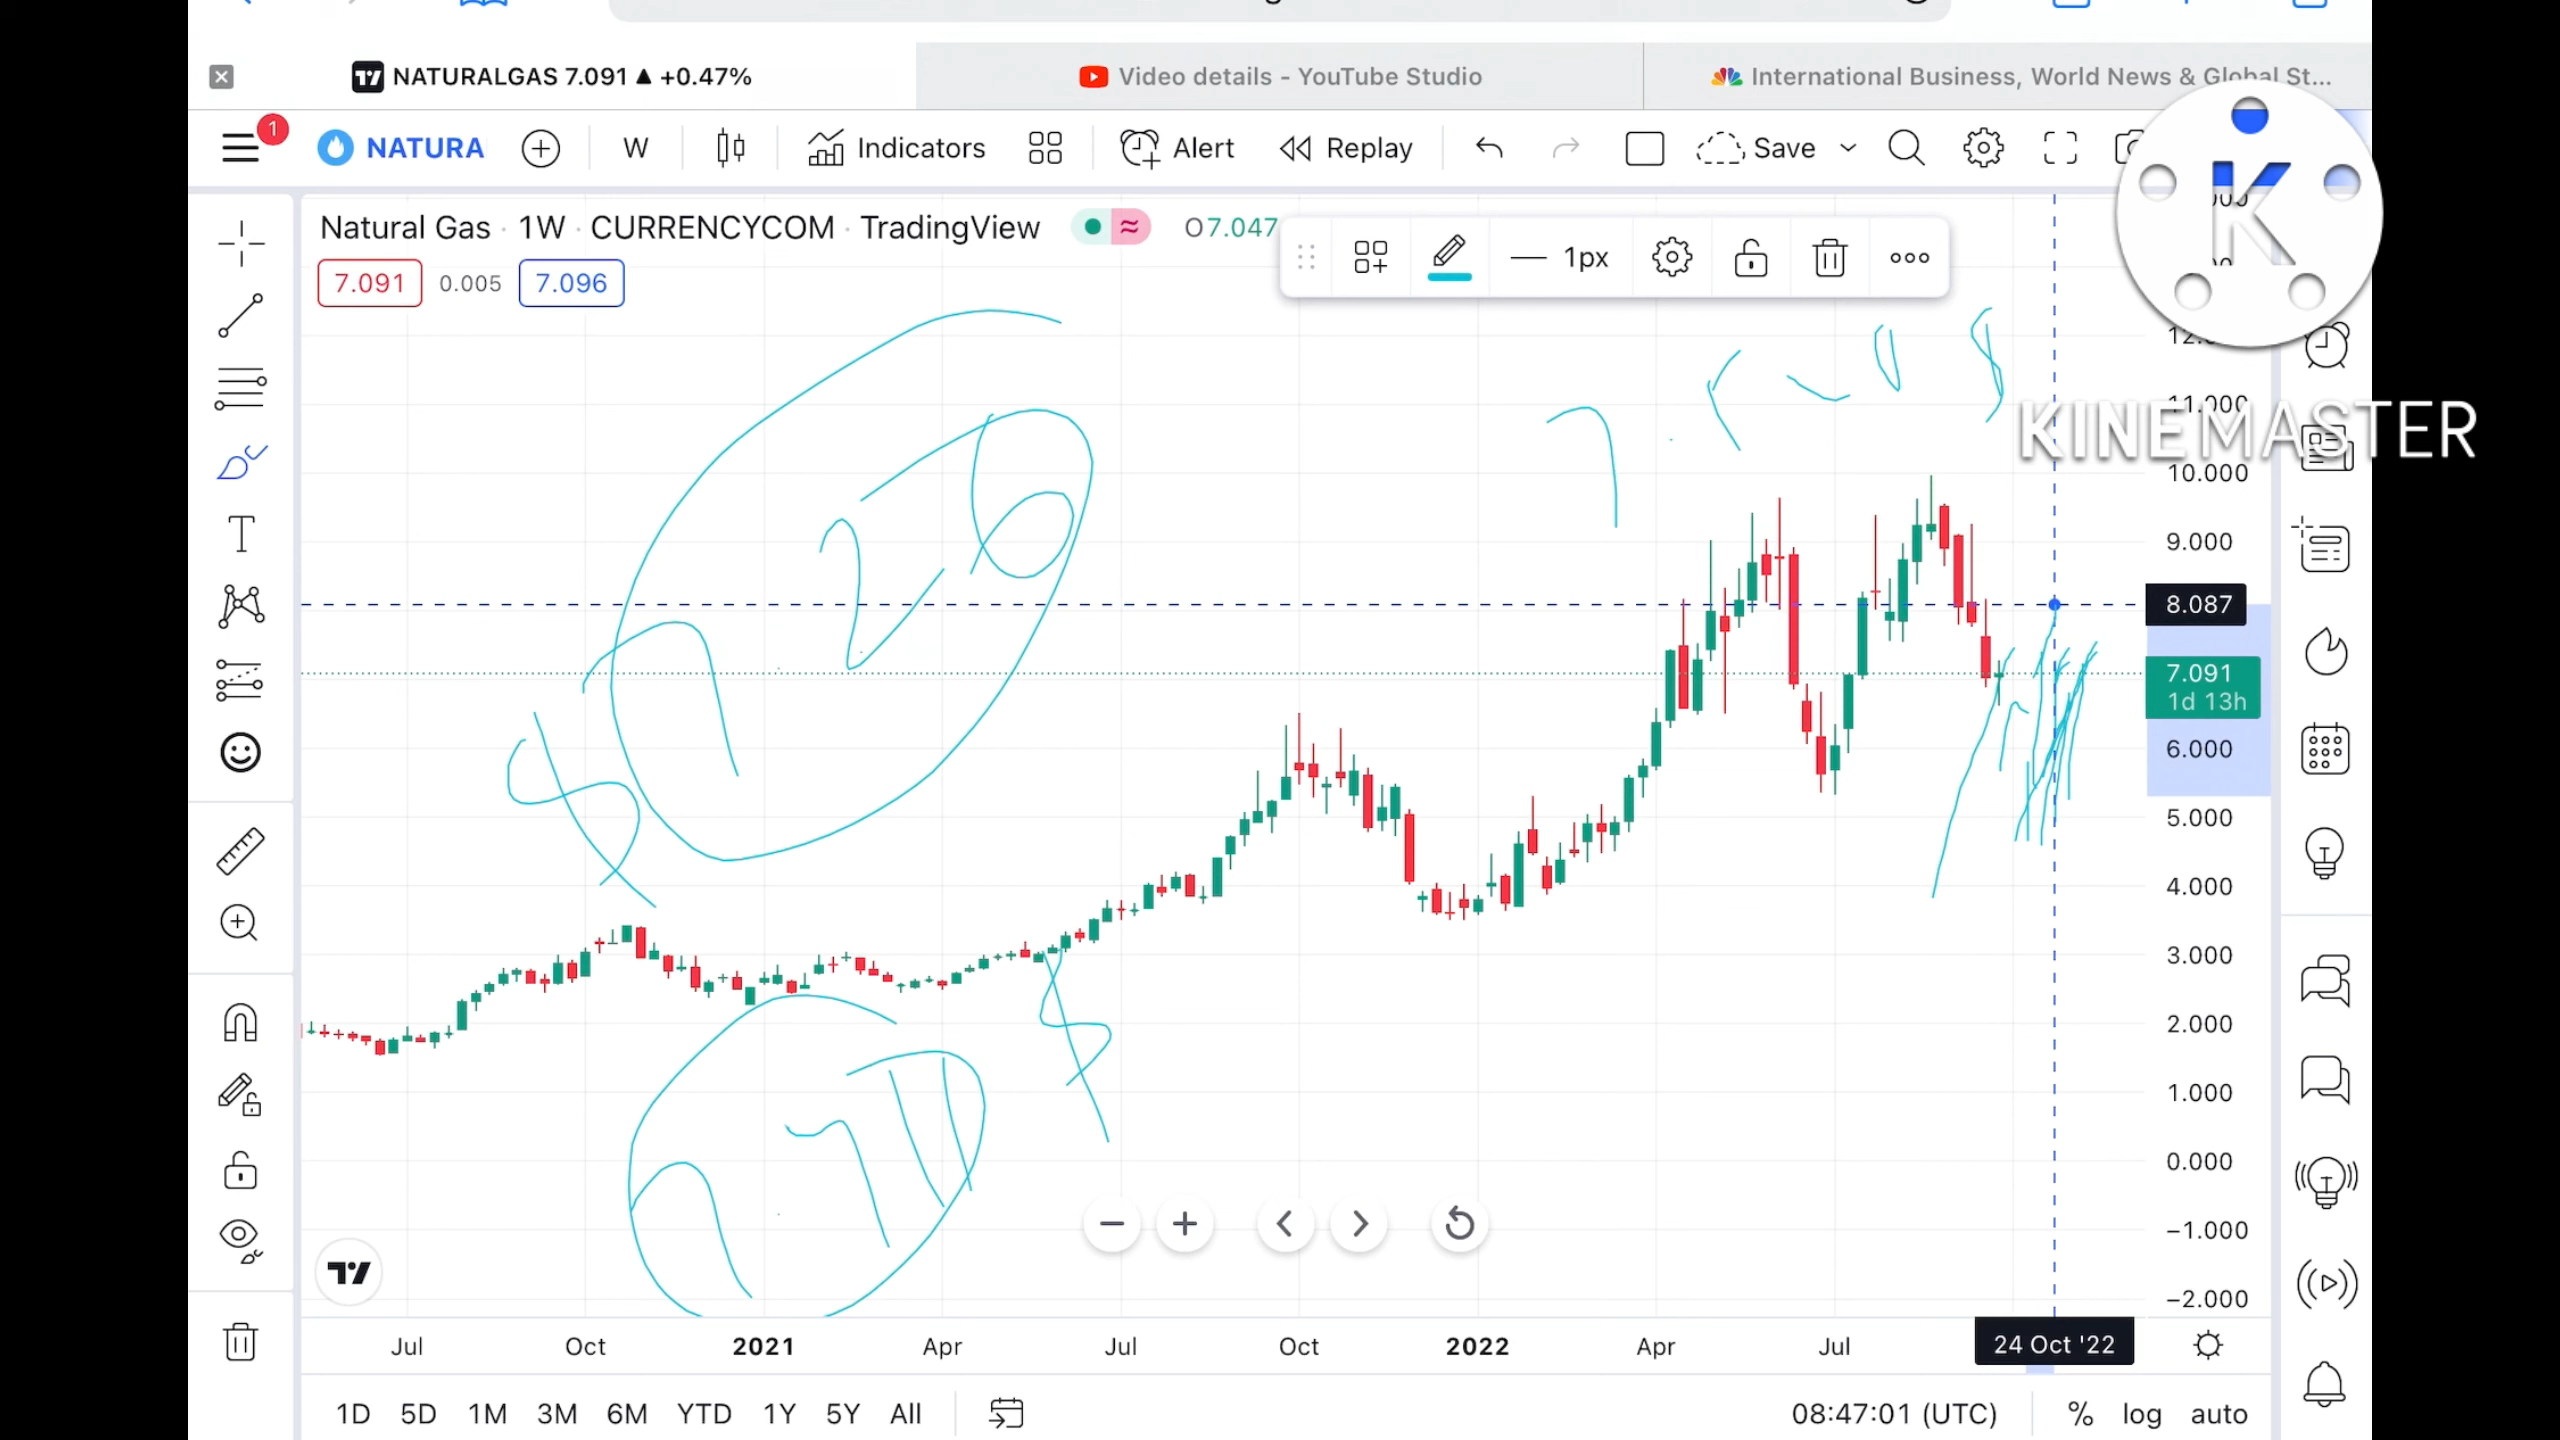 NATURALGAS 7.091 ▲ +0.47%
Video details - YouTube Studio
International Business, World News & Global St...
1
NATURA
W
Indicators
Alert
Replay
Save
Natural Gas · 1W · CURRENCYCOM · TradingView
O7.047
1px
7.091
0.005
7.096
K
KINEMASTER
11.000
10.000
9.000
8.087
7.091
1d 13h
6.000
5.000
4.000
3.000
2.000
1.000
0.000
−1.000
−2.000
Jul
Oct
2021
Apr
Jul
Oct
2022
Apr
Jul
24 Oct '22
1D
5D
1M
3M
6M
YTD
1Y
5Y
All
08:47:01 (UTC)
%
log
auto